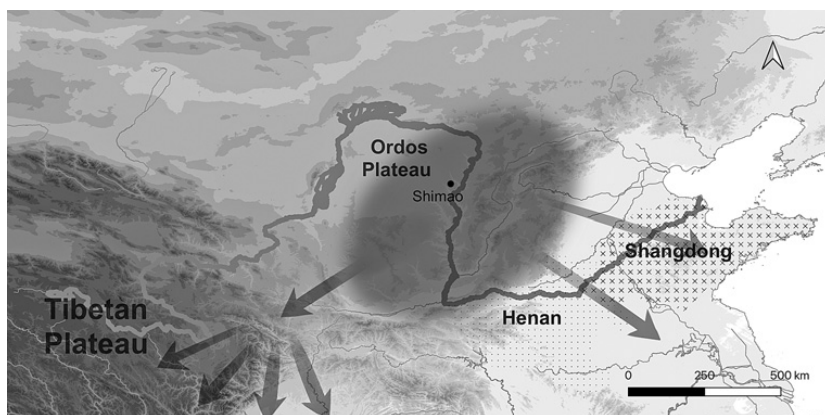 Ordos
Plateau
Shimao
Shangdong
Tibetan
Plateau
Henan
0 250 500 km